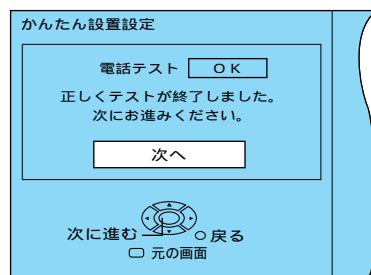 かんたん設置設定
電話テスト OK
正しくテストが終了しました。
次にお進みください。
次へ
次に進む 戻る
元の画面